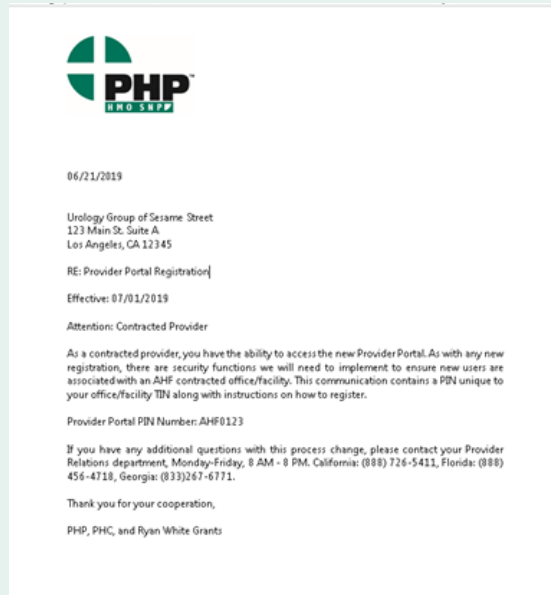 PHP™
HMO SNP
06/21/2019
Urology Group of Sesame Street
123 Main St. Suite A
Los Angeles, CA 12345
RE: Provider Portal Registration
Effective: 07/01/2019
Attention: Contracted Provider
As a contracted provider, you have the ability to access the new Provider Portal. As with any new
registration, there are security functions we will need to implement to ensure new users are
associated with an AHF contracted office/facility. This communication contains a PIN unique to
your office/facility TIN along with instructions on how to register.
Provider Portal PIN Number: AHF0123
If you have any additional questions with this process change, please contact your Provider
Relations department, Monday-Friday, 8 AM - 8 PM. California: (888) 726-5411, Florida: (888)
456-4718, Georgia: (833)267-6771.
Thank you for your cooperation,
PHP, PHC, and Ryan White Grants